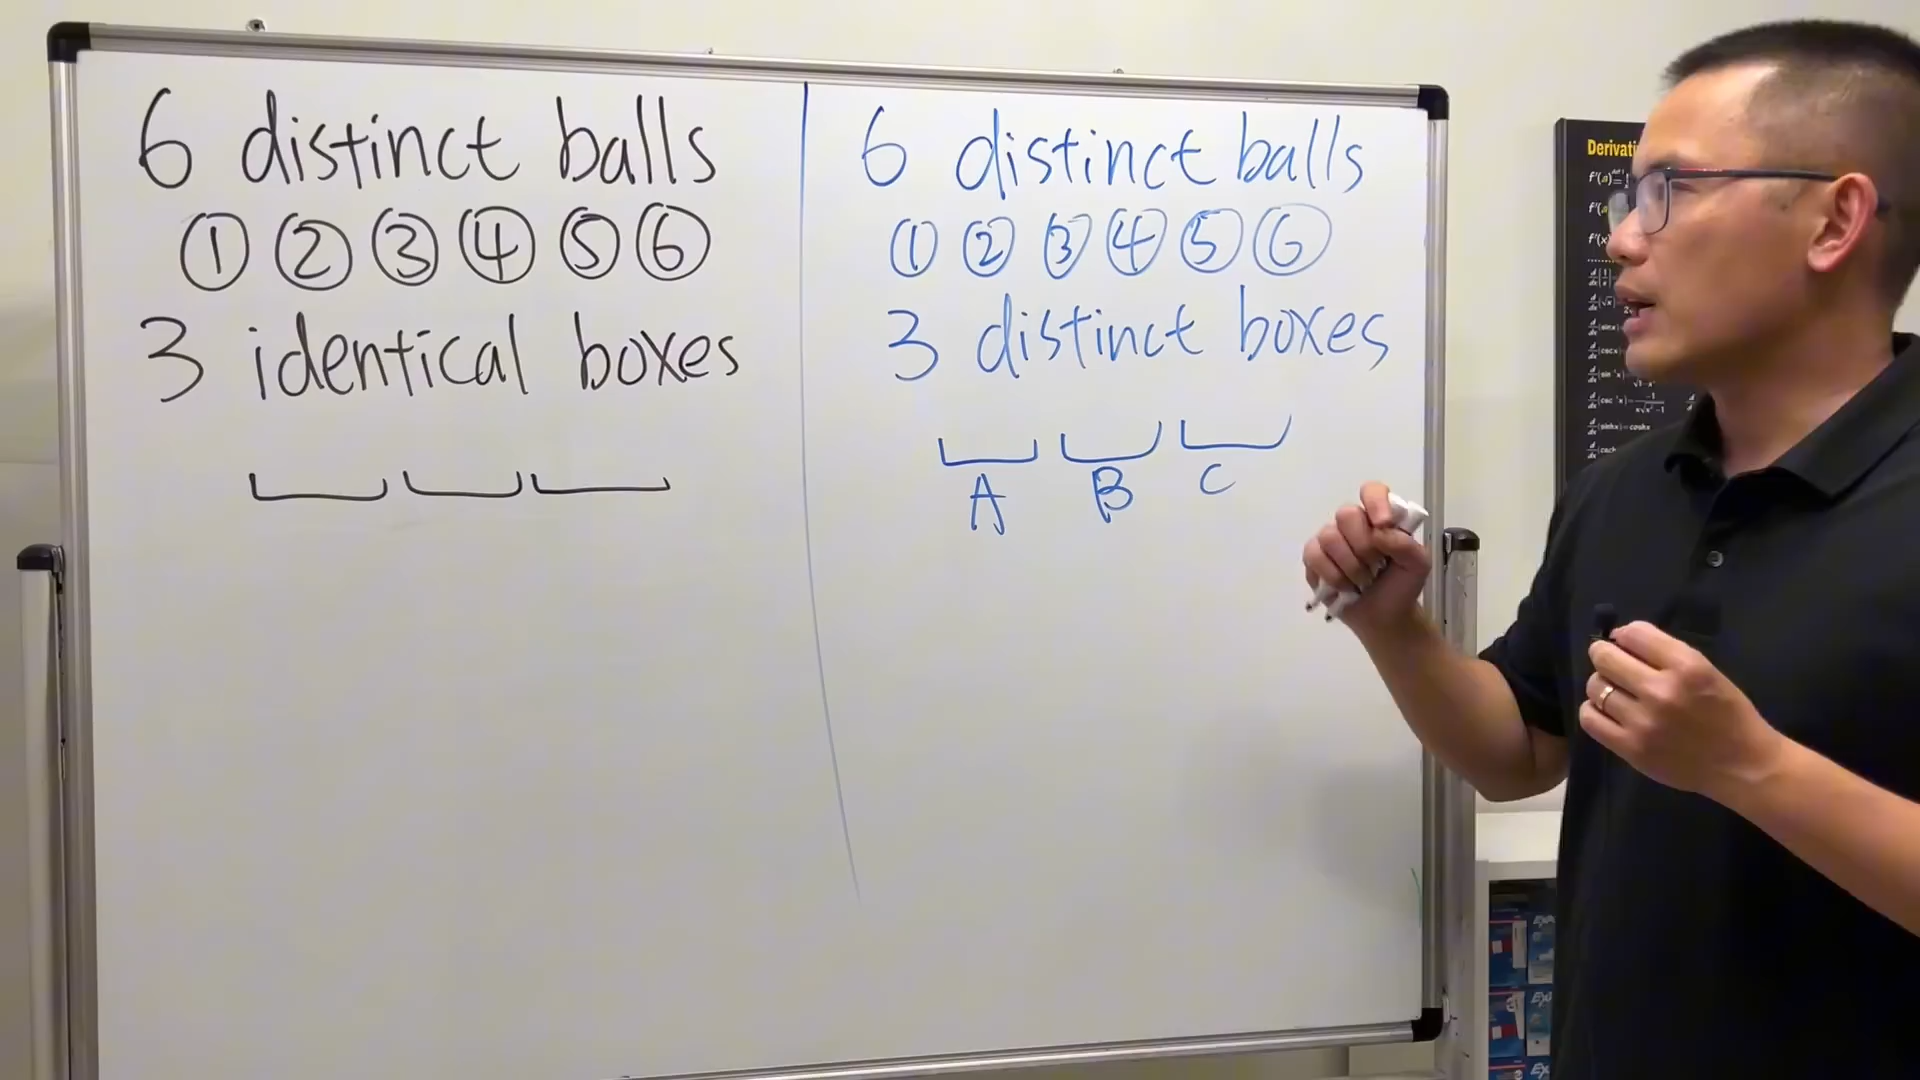 6 distinct balls
① ② ③ ④ ⑤ ⑥
3 identical boxes
6 distinct balls
① ② ③ ④ ⑤ ⑥
3 distinct boxes
A B C